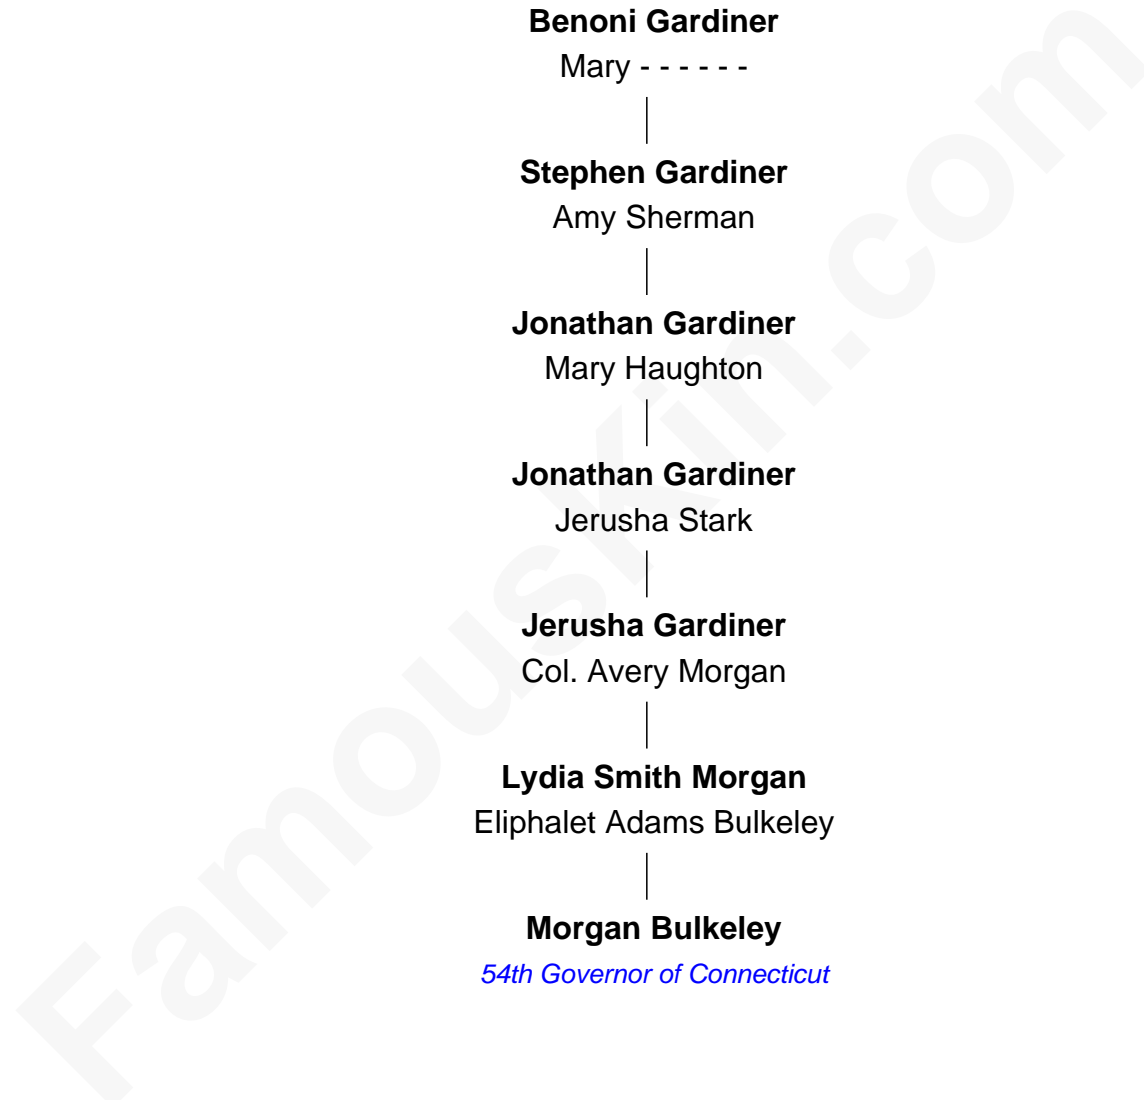 Benoni Gardiner
Mary - - - - - -
Stephen Gardiner
Amy Sherman
Jonathan Gardiner
Mary Haughton
Jonathan Gardiner
Jerusha Stark
Jerusha Gardiner
Col. Avery Morgan
Lydia Smith Morgan
Eliphalet Adams Bulkeley
Morgan Bulkeley
54th Governor of Connecticut
FamousKin.com